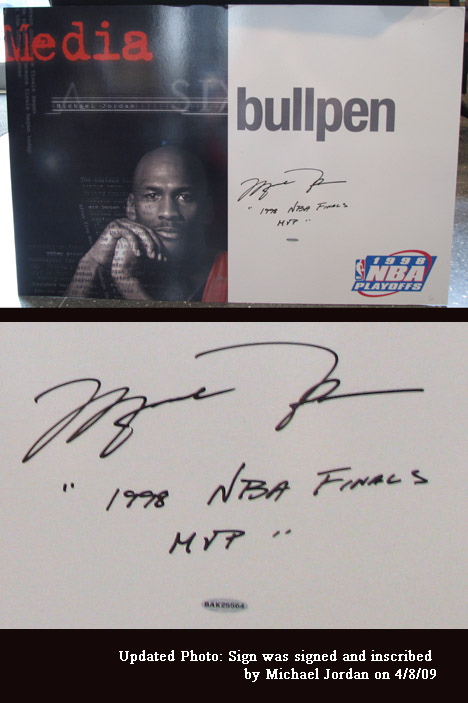 Media
Michael Jordan
bullpen
" 1998 NBA FINALS
MVP "
1998
NBA
PLAYOFFS
" 1998 NBA FINALS
MVP "
BAK25564
Updated Photo: Sign was signed and inscribed
by Michael Jordan on 4/8/09